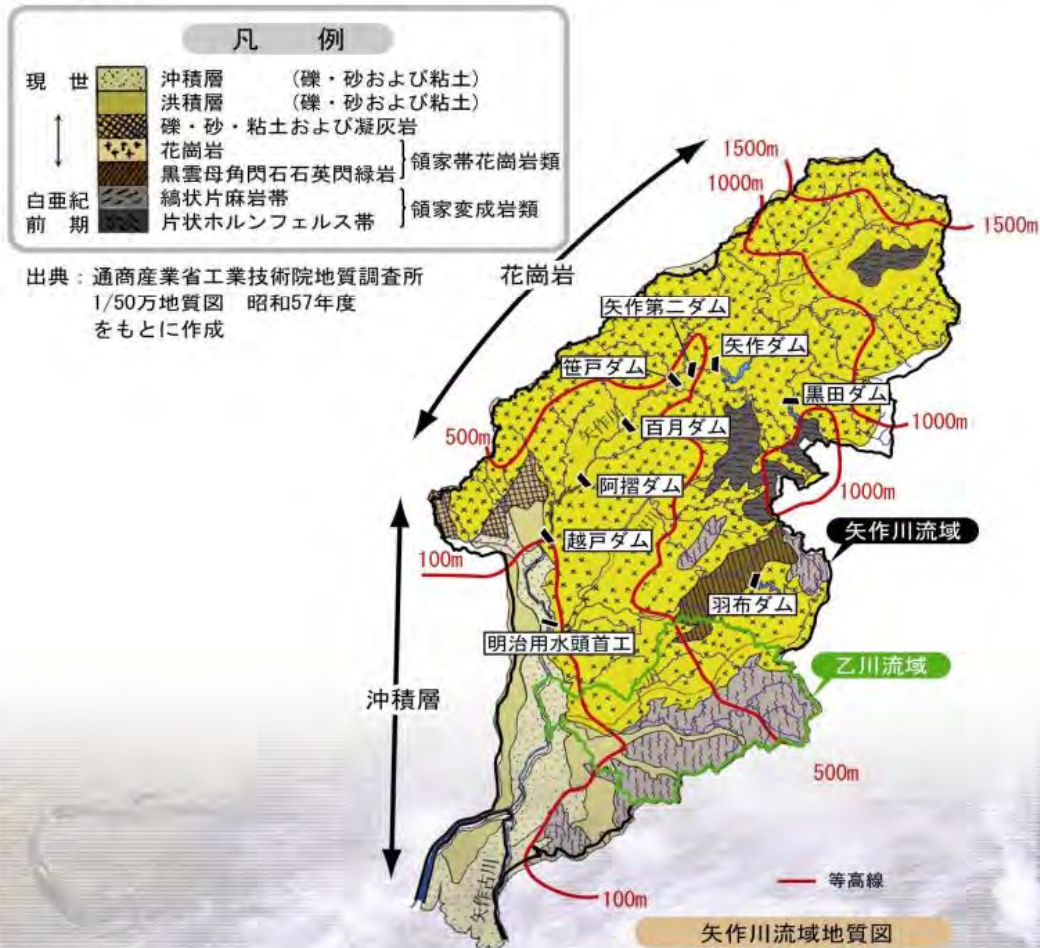 凡 例
現 世
白亜紀
前 期
沖積層 (礫・砂および粘土)
洪積層 (礫・砂および粘土)
礫・砂・粘土および凝灰岩
花崗岩
黒雲母角閃石石英閃緑岩
}領家帯花崗岩類
縞状片麻岩帯
片状ホルンフェルス帯
}領家変成岩類
出典:通商産業省工業技術院地質調査所
1/50万地質図 昭和57年度
をもとに作成
花崗岩
1500m
1000m
1500m
矢作第二ダム
矢作ダム
笹戸ダム
黒田ダム
矢作川
百月ダム
1000m
500m
阿摺ダム
1000m
越戸ダム
矢作川流域
100m
羽布ダム
明治用水頭首工
乙川流域
沖積層
500m
矢作古川
100m
等高線
矢作川流域地質図